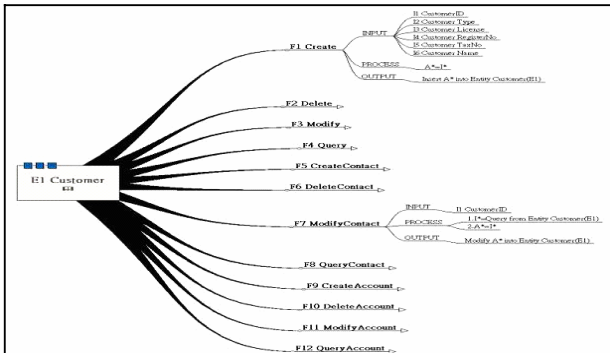 E1 Customer
F1 Create
INPUT
I1 CustomerID
I2 Customer Type
I3 Customer License
I4 Customer RegisterNo
I5 Customer TaxNo
I6 Customer Name
PROCESS
A*=I*
OUTPUT
Insert A* into Entity Customer(E1)
F2 Delete
F3 Modify
F4 Query
F5 CreateContact
F6 DeleteContact
F7 ModifyContact
INPUT
I1 CustomerID
PROCESS
1.I*=Query from Entity Customer(E1)
2.A*=I*
OUTPUT
Modify A* into Entity Customer(E1)
F8 QueryContact
F9 CreateAccount
F10 DeleteAccount
F11 ModifyAccount
F12 QueryAccount